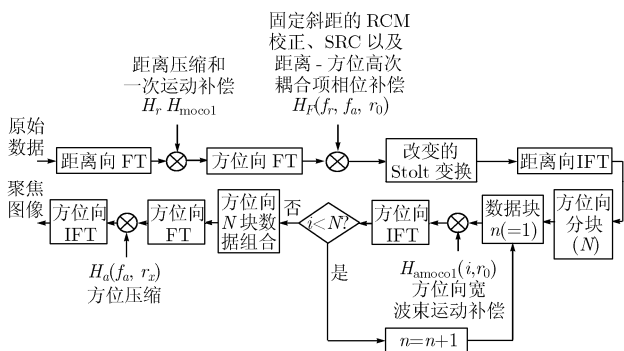 固定斜距的 RCM
校正、SRC 以及
距离 - 方位高次
耦合项相位补偿
H_F(f_r, f_a, r_0)
距离压缩和
一次运动补偿
H_r H_moco1
原始
数据
距离向 FT
方位向 FT
改变的
Stolt 变换
距离向IFT
聚焦
图像
方位向
IFT
方位向
FT
方位向
N 块数
据组合
否
i<N?
方位向
IFT
数据块
n(=1)
方位向
分块
(N)
H_a(f_a, r_x)
方位压缩
是
H_amoco1(i,r_0)
方位向宽
波束运动补偿
n=n+1